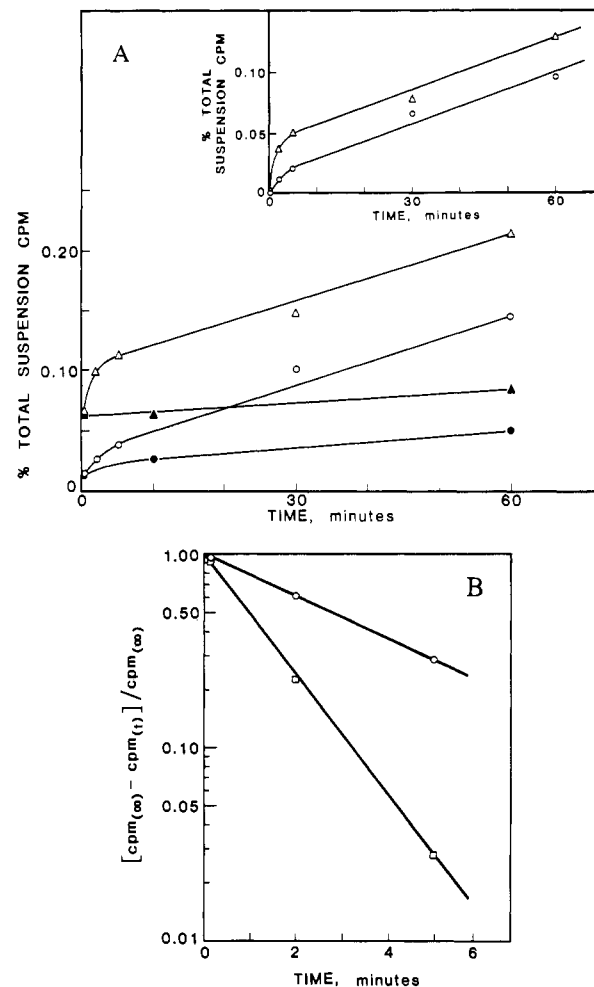 A
% TOTAL
SUSPENSION CPM
0.10
0.05
0
30
60
TIME, minutes
% TOTAL SUSPENSION CPM
0.20
0.10
0
0
30
60
TIME, minutes
B
[cpm(∞) - cpm(t)] /cpm(∞)
1.00
0.50
0.10
0.05
0.01
0
2
4
5
6
TIME, minutes